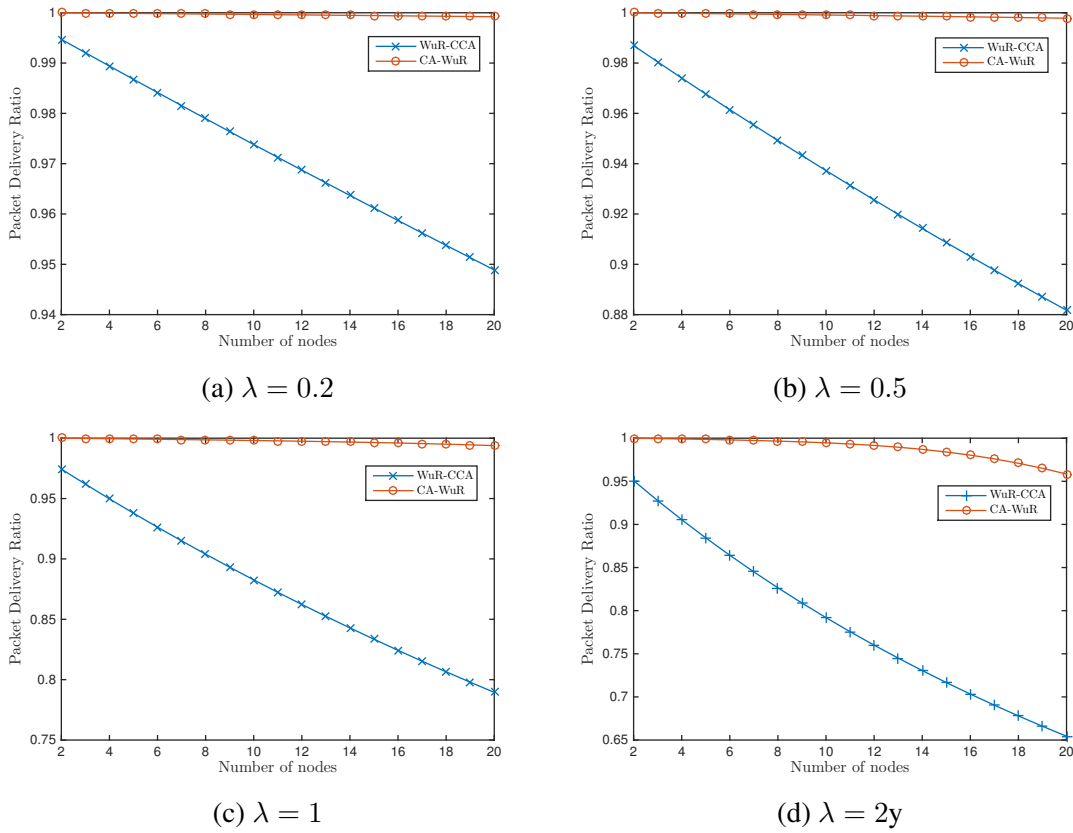 1
0.99
0.98
0.97
0.96
0.95
0.94
Packet Delivery Ratio
WuR-CCA
CA-WuR
2 4 6 8 10 12 14 16 18 20
Number of nodes
(a) λ = 0.2
1
0.98
0.96
0.94
0.92
0.9
0.88
Packet Delivery Ratio
WuR-CCA
CA-WuR
2 4 6 8 10 12 14 16 18 20
Number of nodes
(b) λ = 0.5
1
0.95
0.9
0.85
0.8
0.75
Packet Delivery Ratio
WuR-CCA
CA-WuR
2 4 6 8 10 12 14 16 18 20
Number of nodes
(c) λ = 1
1
0.95
0.9
0.85
0.8
0.75
0.7
0.65
Packet Delivery Ratio
WuR-CCA
CA-WuR
2 4 6 8 10 12 14 16 18 20
Number of nodes
(d) λ = 2y